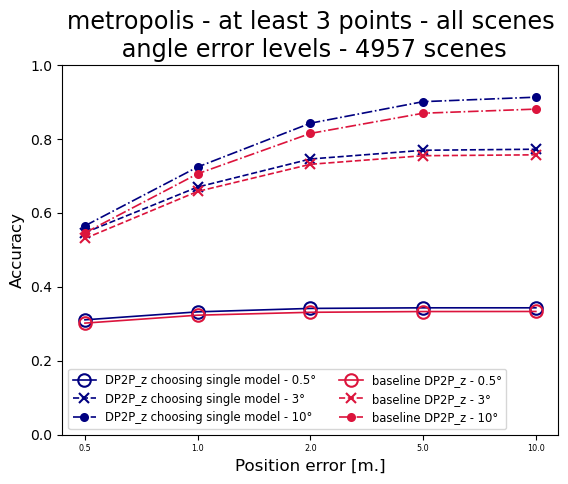 metropolis - at least 3 points - all scenes
angle error levels - 4957 scenes
Accuracy
1.0
0.8
0.6
0.4
0.2
0.0
DP2P_z choosing single model - 0.5°
DP2P_z choosing single model - 3°
DP2P_z choosing single model - 10°
baseline DP2P_z - 0.5°
baseline DP2P_z - 3°
baseline DP2P_z - 10°
0.5 1.0 2.0 5.0 10.0
Position error [m.]